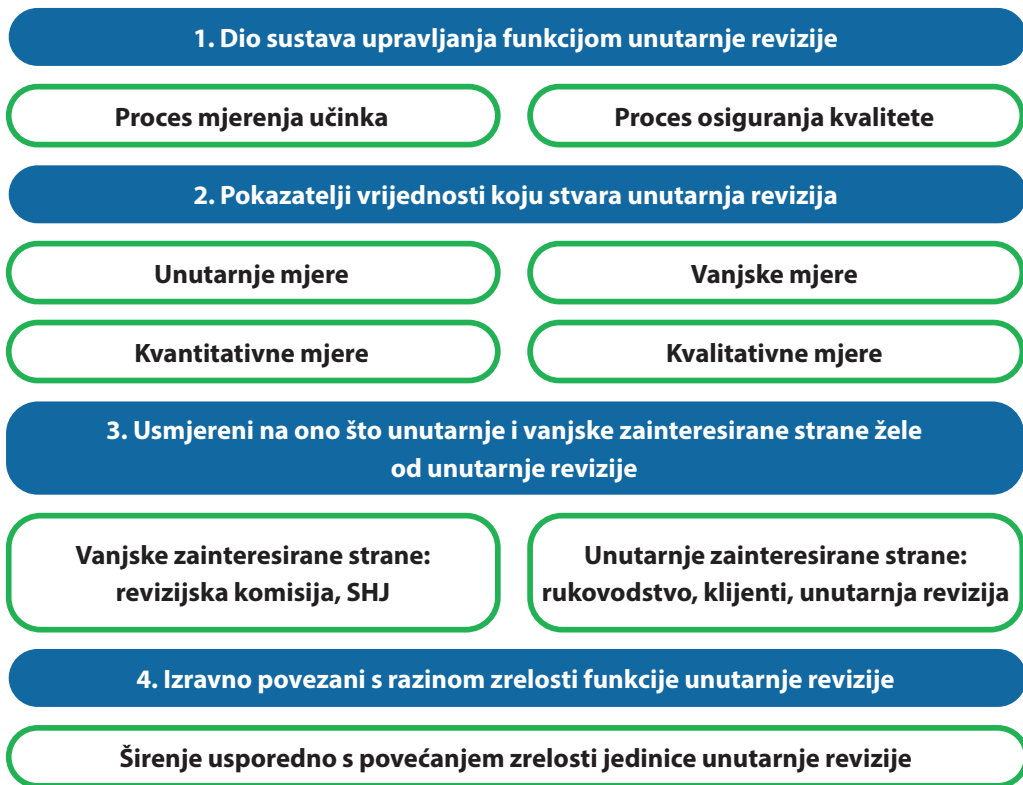 1. Dio sustava upravljanja funkcijom unutarnje revizije
Proces mjerenja učinka
Proces osiguranja kvalitete
2. Pokazatelji vrijednosti koju stvara unutarnja revizija
Unutarnje mjere
Vanjske mjere
Kvantitativne mjere
Kvalitativne mjere
3. Usmjereni na ono što unutarnje i vanjske zainteresirane strane žele
od unutarnje revizije
Vanjske zainteresirane strane:
revizijska komisija, SHJ
Unutarnje zainteresirane strane:
rukovodstvo, klijenti, unutarnja revizija
4. Izravno povezani s razinom zrelosti funkcije unutarnje revizije
Širenje usporedno s povećanjem zrelosti jedinice unutarnje revizije